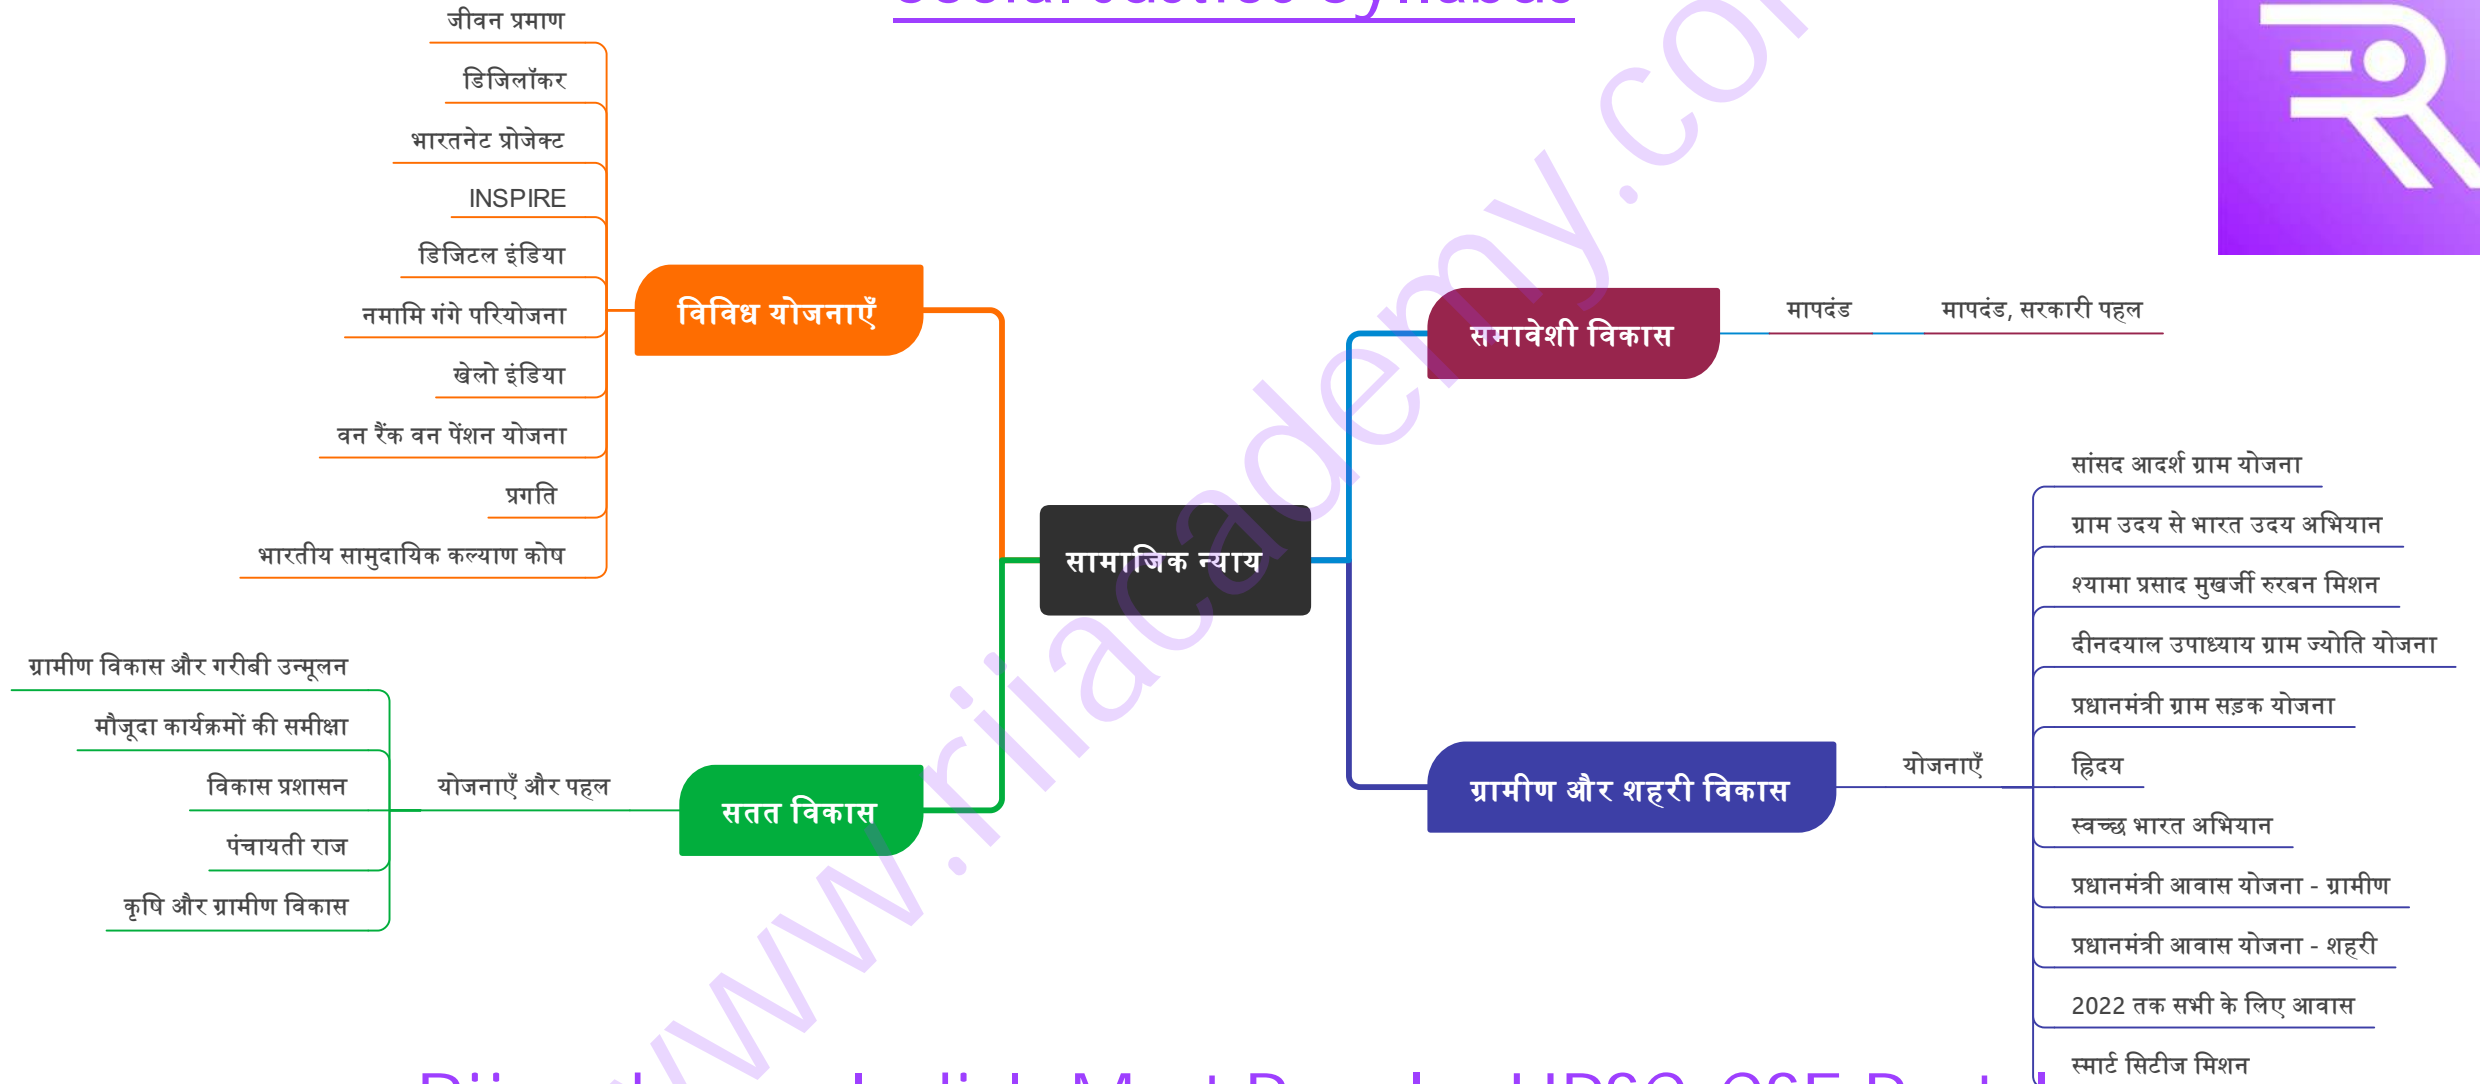 Social Justice Syllabus
जीवन प्रमाण
डिजिलॉकर
भारतनेट प्रोजेक्ट
INSPIRE
डिजिटल इंडिया
नमामि गंगे परियोजना
खेलो इंडिया
वन रैंक वन पेंशन योजना
प्रगति
भारतीय सामुदायिक कल्याण कोष
विविध योजनाएँ
ग्रामीण विकास और गरीबी उन्मूलन
मौजूदा कार्यक्रमों की समीक्षा
विकास प्रशासन
पंचायती राज
कृषि और ग्रामीण विकास
योजनाएँ और पहल
सतत विकास
सामाजिक न्याय
समावेशी विकास
मापदंड
मापदंड, सरकारी पहल
ग्रामीण और शहरी विकास
योजनाएँ
सांसद आदर्श ग्राम योजना
ग्राम उदय से भारत उदय अभियान
श्यामा प्रसाद मुखर्जी रुरबन मिशन
दीनदयाल उपाध्याय ग्राम ज्योति योजना
प्रधानमंत्री ग्राम सड़क योजना
ह्रिदय
स्वच्छ भारत अभियान
प्रधानमंत्री आवास योजना - ग्रामीण
प्रधानमंत्री आवास योजना - शहरी
2022 तक सभी के लिए आवास
स्मार्ट सिटीज मिशन
www.rijacademy.com